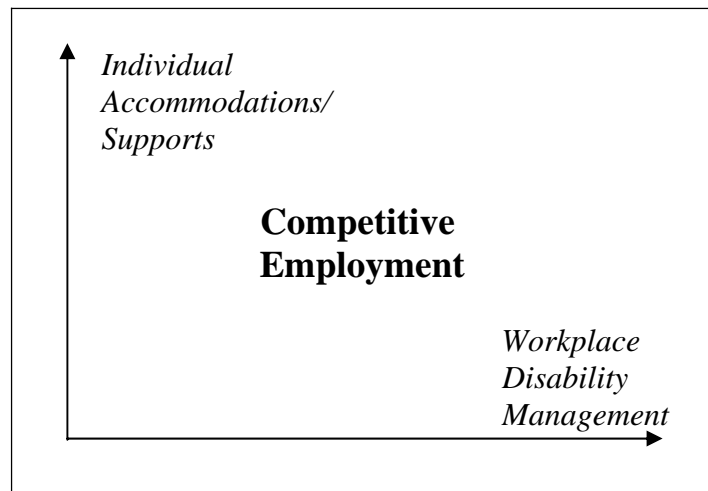 Individual
Accommodations/
Supports
Competitive
Employment
Workplace
Disability
Management